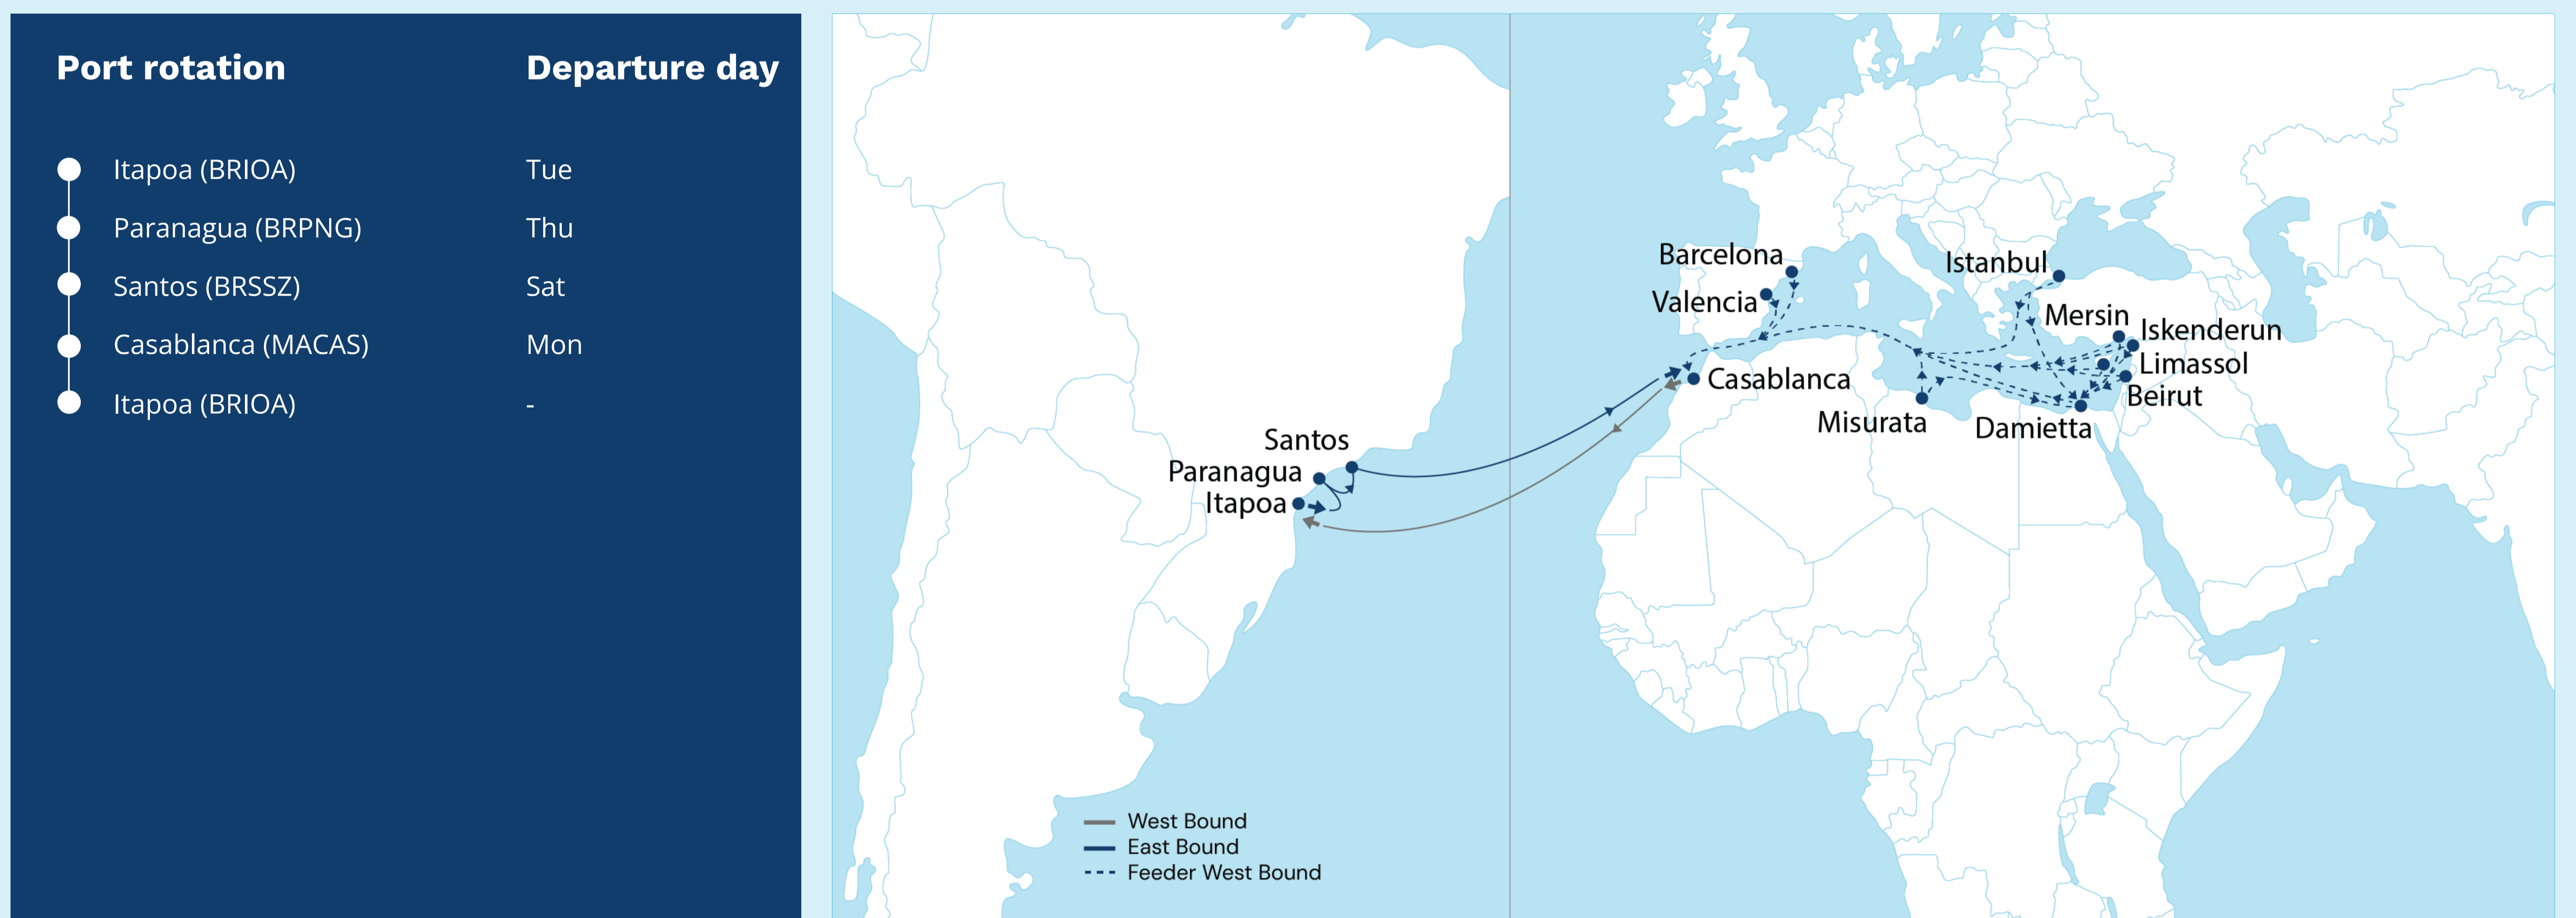 Port rotation Departure day
Itapoa (BRIOA) Tue
Paranagua (BRPNG) Thu
Santos (BRSSZ) Sat
Casablanca (MACAS) Mon
Itapoa (BRIOA) -
Barcelona
Istanbul
Valencia
Mersin
Iskenderun
Limassol
Casablanca
Beirut
Misurata
Damietta
Santos
Paranagua
Itapoa
West Bound
East Bound
Feeder West Bound